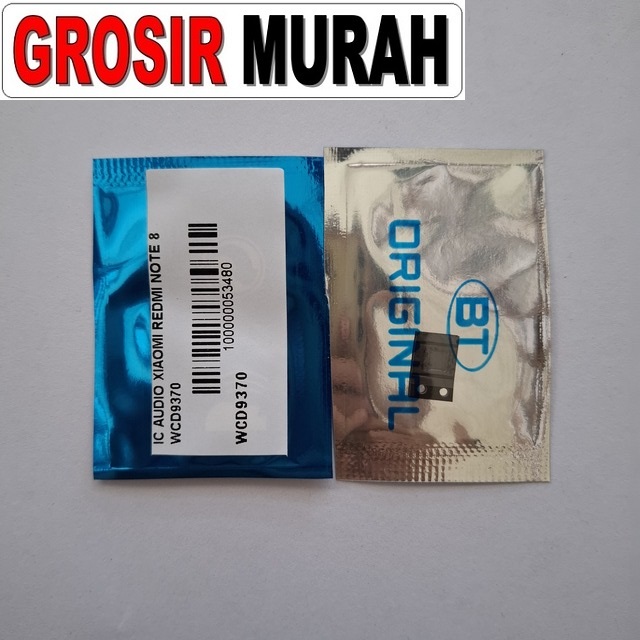 GROSIR MURAH
IC AUDIO XIAOMI REDMI NOTE 8
WCD9370
100000053480
WCD9370
BT
ORIGINAL